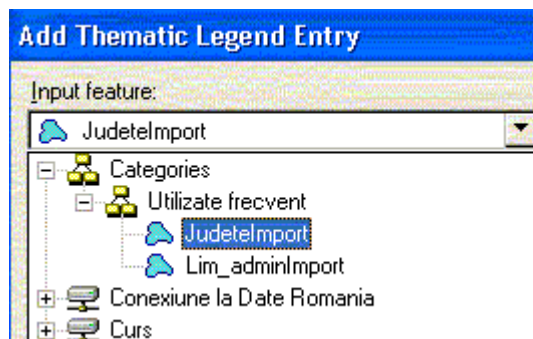 Add Thematic Legend Entry
Input feature:
JudeteImport
Categories
Utilizate frecvent
JudeteImport
Lim_adminImport
Conexiune la Date Romania
Curs